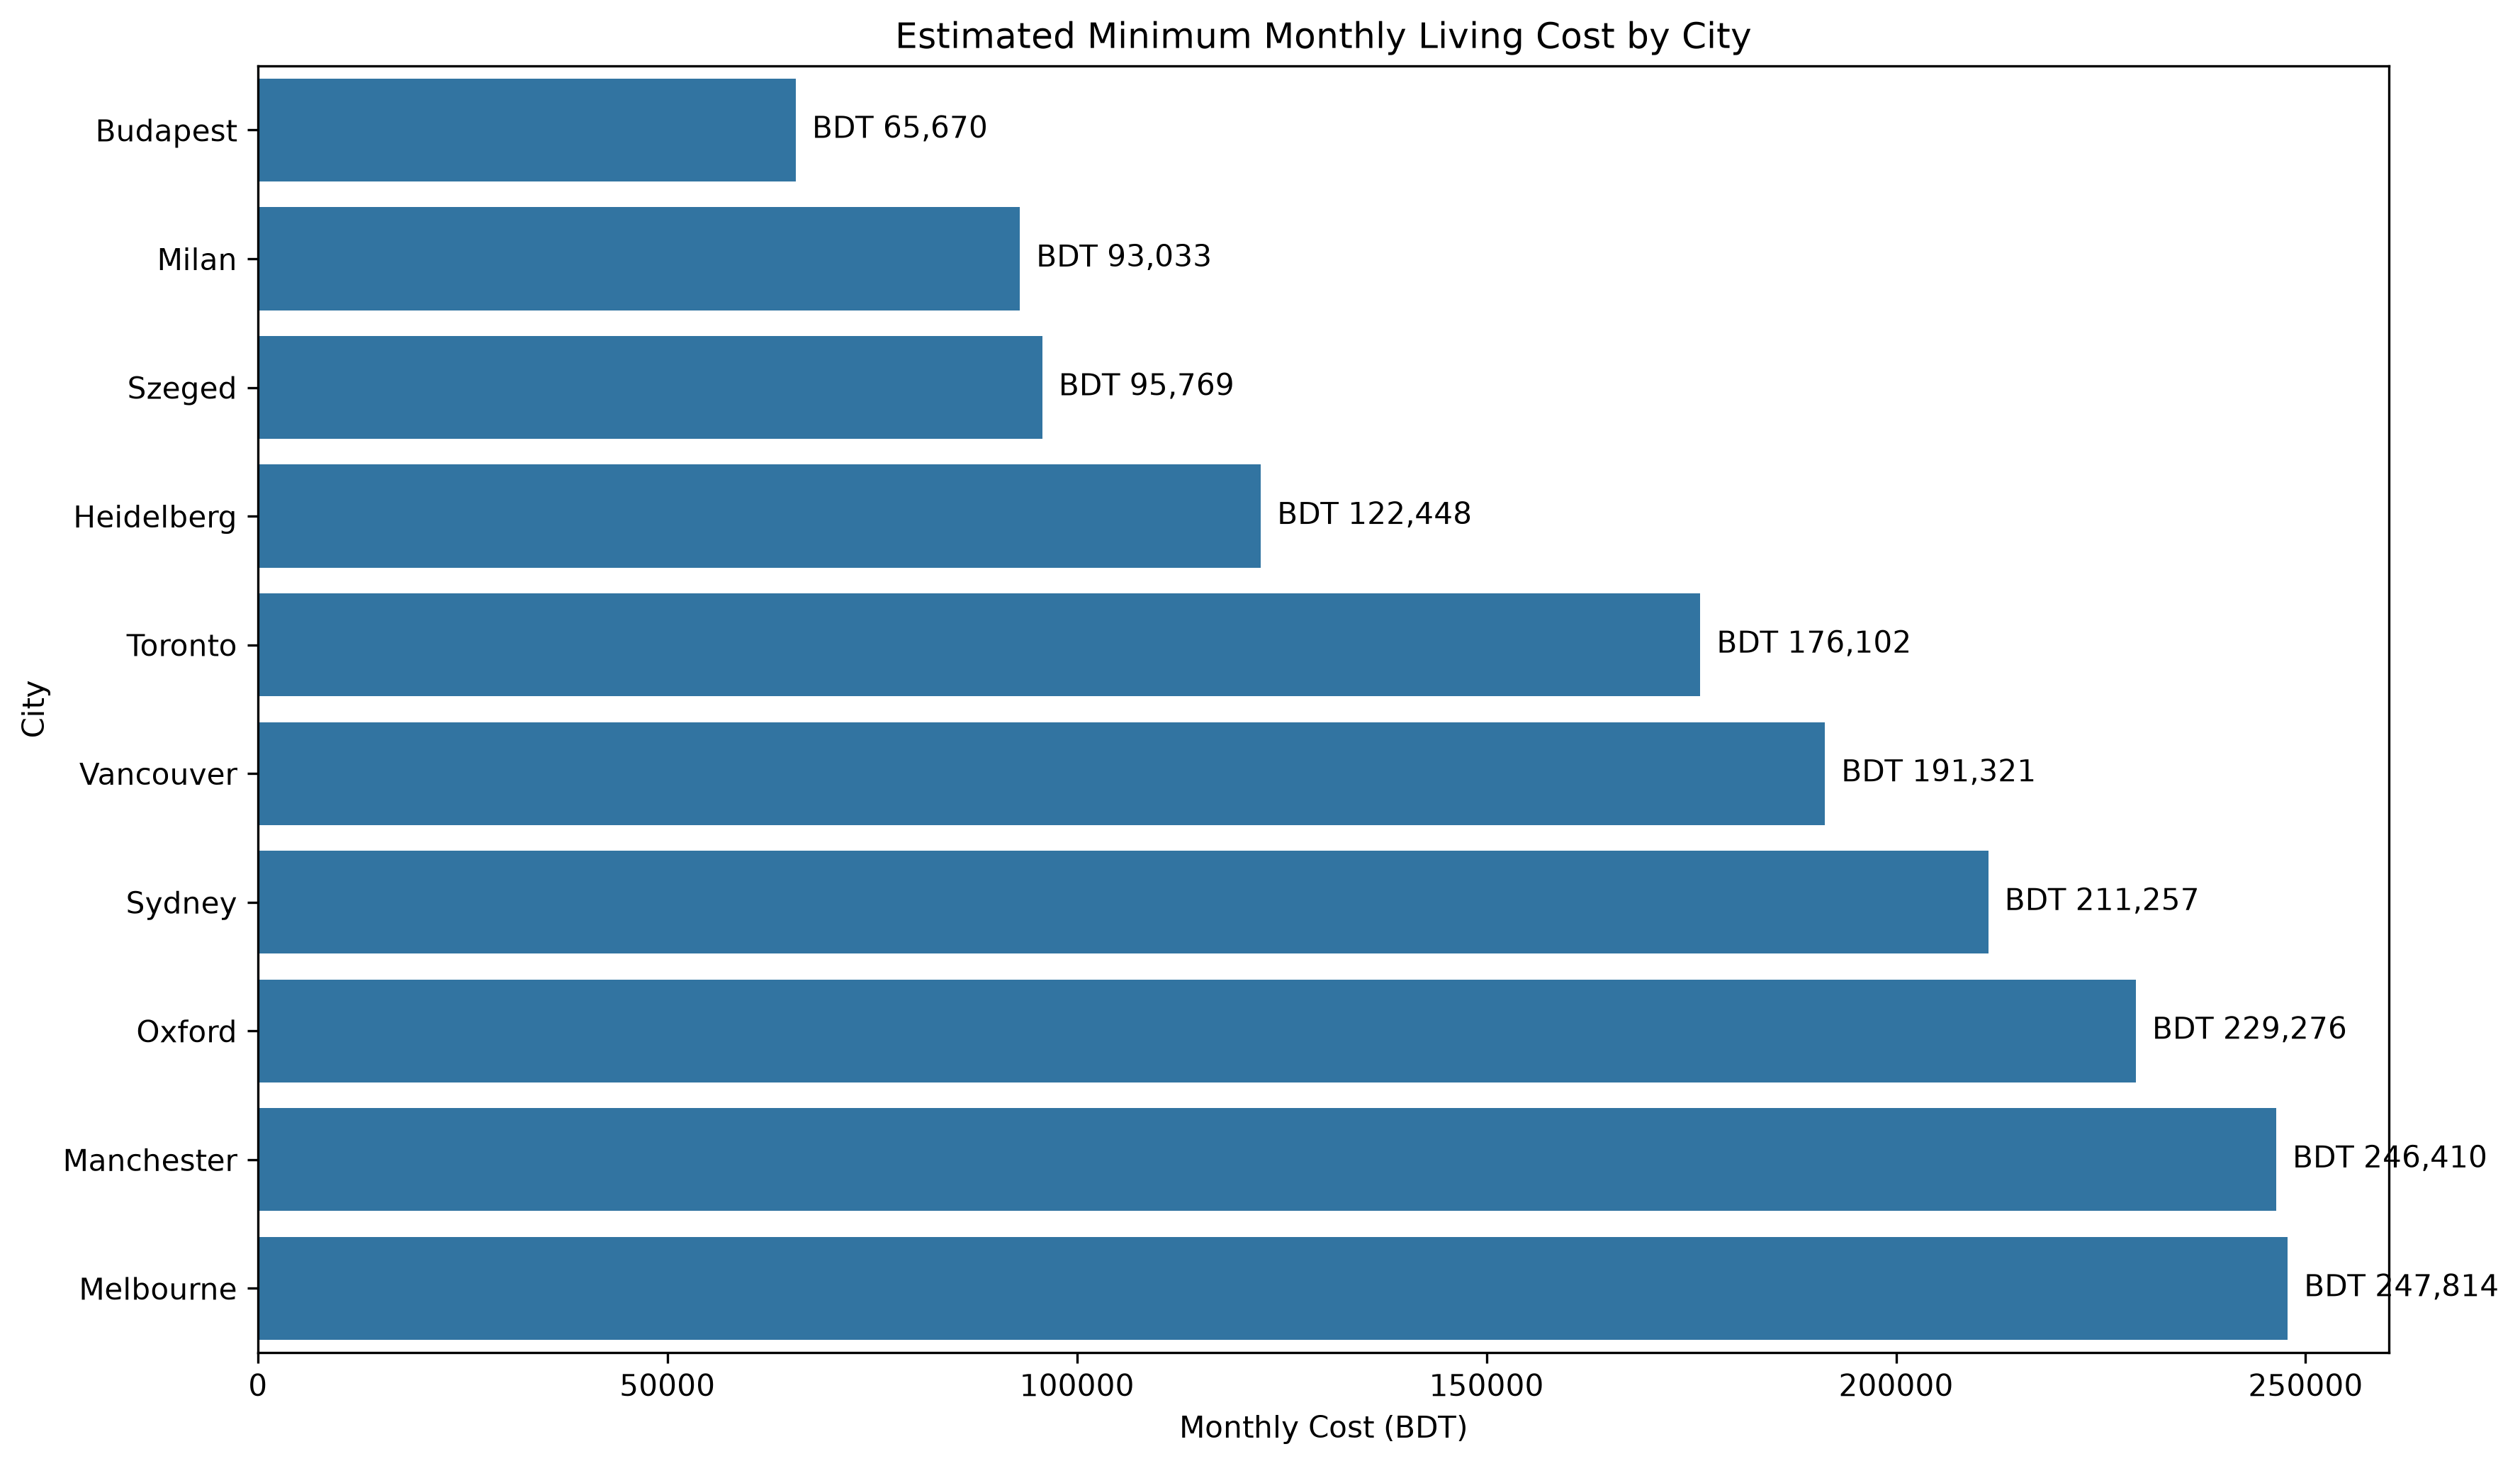 Estimated Minimum Monthly Living Cost by City
City
Budapest BDT 65,670
Milan BDT 93,033
Szeged BDT 95,769
Heidelberg BDT 122,448
Toronto BDT 176,102
Vancouver BDT 191,321
Sydney BDT 211,257
Oxford BDT 229,276
Manchester BDT 246,410
Melbourne BDT 247,814
0 50000 100000 150000 200000 250000
Monthly Cost (BDT)